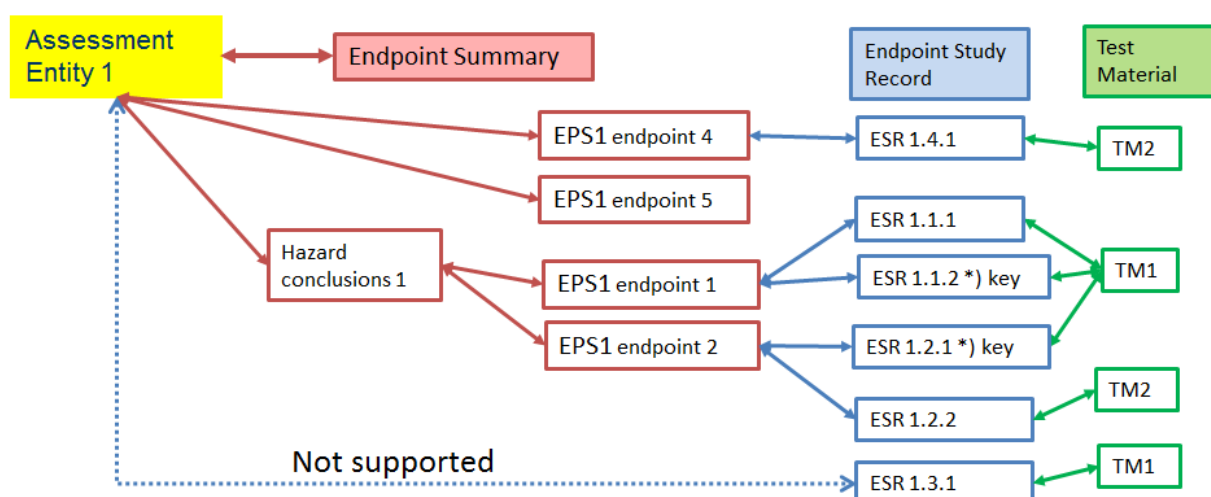 Assessment
Entity 1
Endpoint Summary
Endpoint Study
Record
Test
Material
EPS1 endpoint 4
ESR 1.4.1
TM2
EPS1 endpoint 5
ESR 1.1.1
Hazard
conclusions 1
EPS1 endpoint 1
ESR 1.1.2 *) key
TM1
EPS1 endpoint 2
ESR 1.2.1 *) key
TM2
ESR 1.2.2
Not supported
ESR 1.3.1
TM1